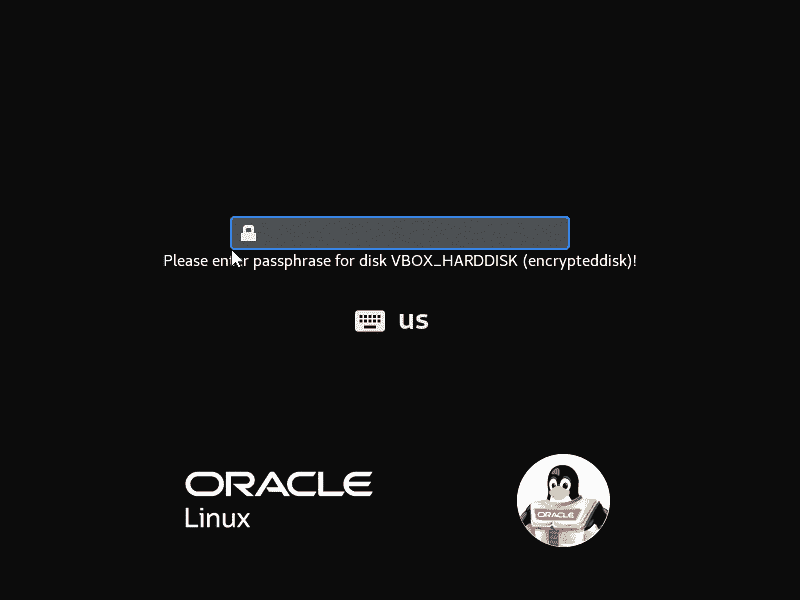 Please enter passphrase for disk VBOX_HARDDISK (encrypteddisk)!
us
ORACLE
Linux
ORACLE